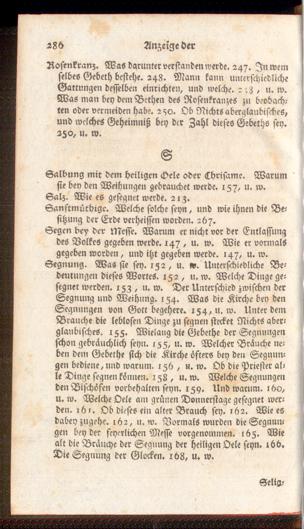 286 Anzeige der
Rosenkranz. Was darunter verstanden werde. 247. In wem
selbes Gebeth bestehe. 248. Mann kann unterschiedliche
Gattungen desselben einrichten, und welche. 248, u. w.
Was man bey dem Bethen des Rosenkranzes zu beobach-
ten oder vermeiden habe. 250. Ob Nichts aberglaubisches,
und welches Geheimniß bey der Zahl dieses Gebeths sey.
250, u. w.
S
Salbung mit dem heiligen Oele oder Chrisame. Warum
sie bey den Weihungen gebrauchet werde. 157, u. w.
Salz. Wie es gesegnet werde. 213.
Sanftmüthige. Welche solche seyn, und wie ihnen die Be-
sitzung der Erde verheissen worden. 267.
Segen bey der Messe. Warum er nicht vor der Entlassung
des Volkes gegeben werde. 147, u. w. Wie er vormals
gegeben worden, und itzt gegeben werde. 147, u. w.
Segnung. Was sie sey. 152, u. w. Unterschiedliche Be-
deutungen dieses Wortes. 152, u. w. Welche Dinge ge-
segnet werden. 153, u. w. Der Unterschied zwischen der
Segnung und Weihung. 154. Was die Kirche bey den
Segnungen von Gott begehere. 154, u. w. Unter dem
Brauche die leblosen Dinge zu segnen stecket Nichts aber-
glaubisches. 155. Wielang die Gebethe der Segnungen
schon gebräuchlich seyn. 155, u. w. Welcher Bräuche ne-
ben dem Gebethe sich die Kirche öfters bey den Segnun-
gen bediene, und warum. 156, u. w. Ob die Priester al-
le Dinge segnen können. 158, u. w. Welche Segnungen
den Bischöfen vorbehalten seyn. 159. Und warum. 160,
u. w. Welche Oele am grünen Donnerstage gesegnet wer-
den. 161. Ob dieses ein alter Brauch sey. 162. Wie es
dabey zugehe. 162, u. w. Vormals wurden die Segnun-
gen bey der feyerlichen Messe vorgenommen. 165. Wie
alt die Bräuche der Segnung der heiligen Oele seyn. 166.
Die Segnung der Glocken. 168, u. w.
Selig-